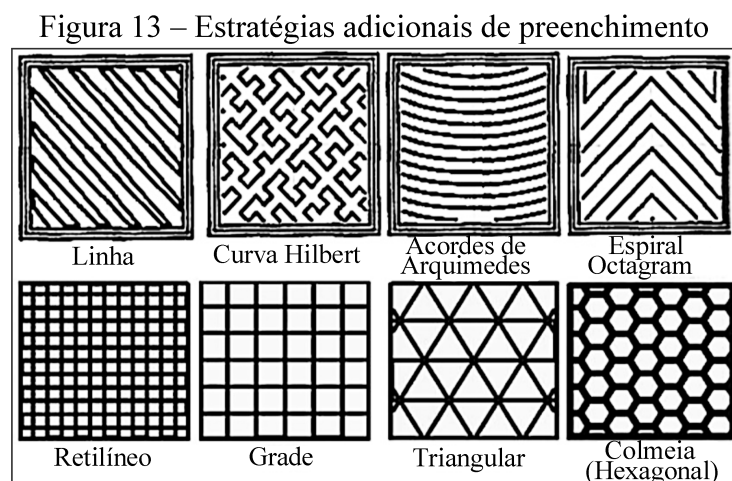 Figura 13 – Estratégias adicionais de preenchimento
Linha
Curva Hilbert
Acordes de
Arquimedes
Espiral
Octagram
Retilíneo
Grade
Triangular
Colmeia
(Hexagonal)